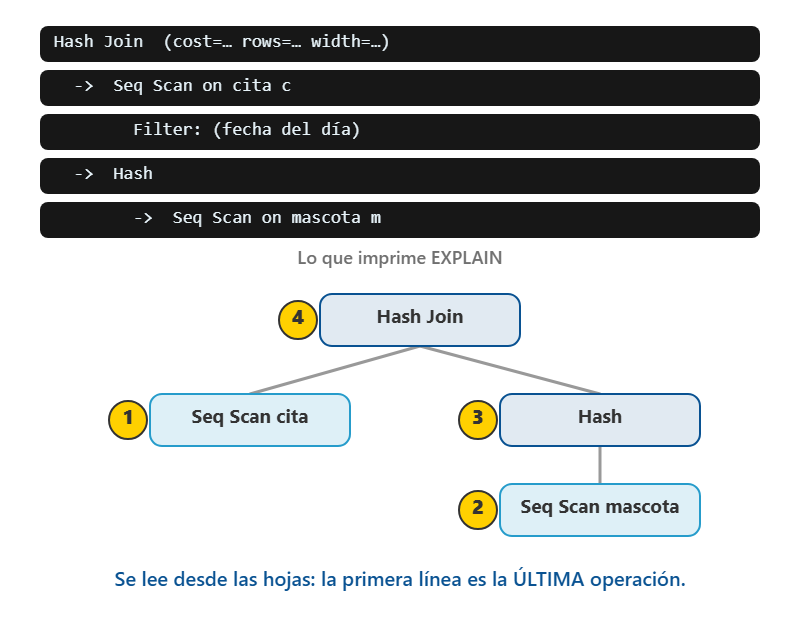 Hash Join  (cost=… rows=… width=…)
->  Seq Scan on cita c
Filter: (fecha del día)
->  Hash
->  Seq Scan on mascota m
Lo que imprime EXPLAIN
4 Hash Join
1 Seq Scan cita
3 Hash
2 Seq Scan mascota
Se lee desde las hojas: la primera línea es la ÚLTIMA operación.